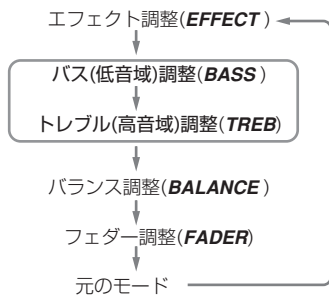 エフェクト調整(EFFECT )
バス(低音域)調整(BASS )
トレブル(高音域)調整(TREB)
バランス調整(BALANCE )
フェダー調整(FADER)
元のモード